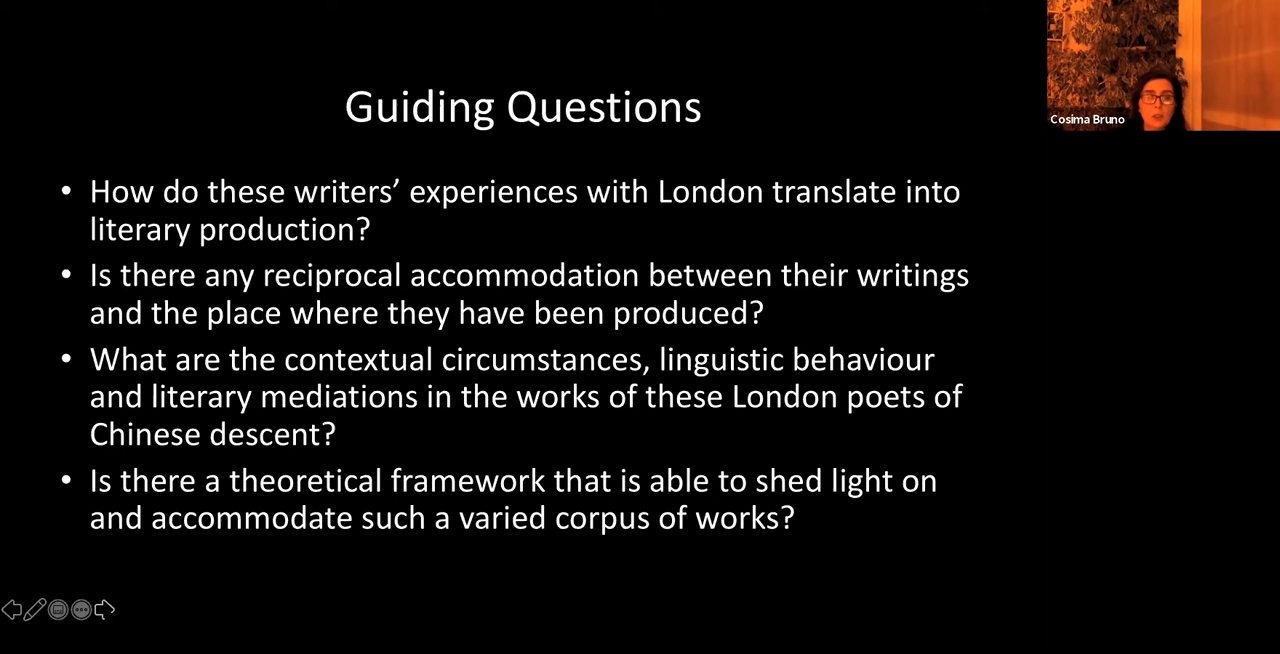 Guiding Questions
Cosima Bruno
• How do these writers’ experiences with London translate into
literary production?
• Is there any reciprocal accommodation between their writings
and the place where they have been produced?
• What are the contextual circumstances, linguistic behaviour
and literary mediations in the works of these London poets of
Chinese descent?
• Is there a theoretical framework that is able to shed light on
and accommodate such a varied corpus of works?